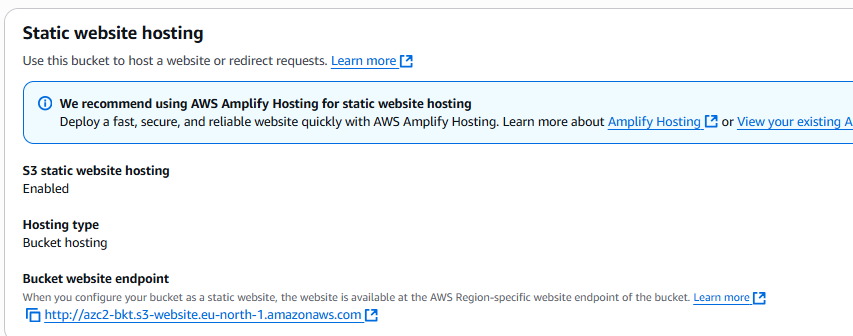 Static website hosting
Use this bucket to host a website or redirect requests. Learn more
We recommend using AWS Amplify Hosting for static website hosting
Deploy a fast, secure, and reliable website quickly with AWS Amplify Hosting. Learn more about Amplify Hosting or View your existing A
S3 static website hosting
Enabled
Hosting type
Bucket hosting
Bucket website endpoint
When you configure your bucket as a static website, the website is available at the AWS Region-specific website endpoint of the bucket. Learn more
http://azc2-bkt.s3-website.eu-north-1.amazonaws.com